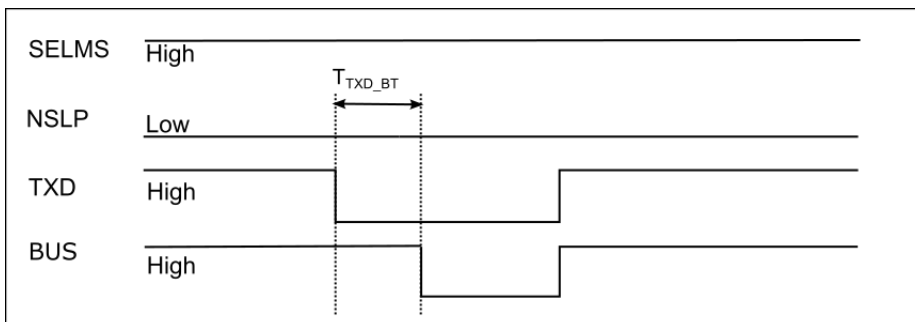 SELMS High
T_TXD_BT
NSLP Low
TXD High
BUS High